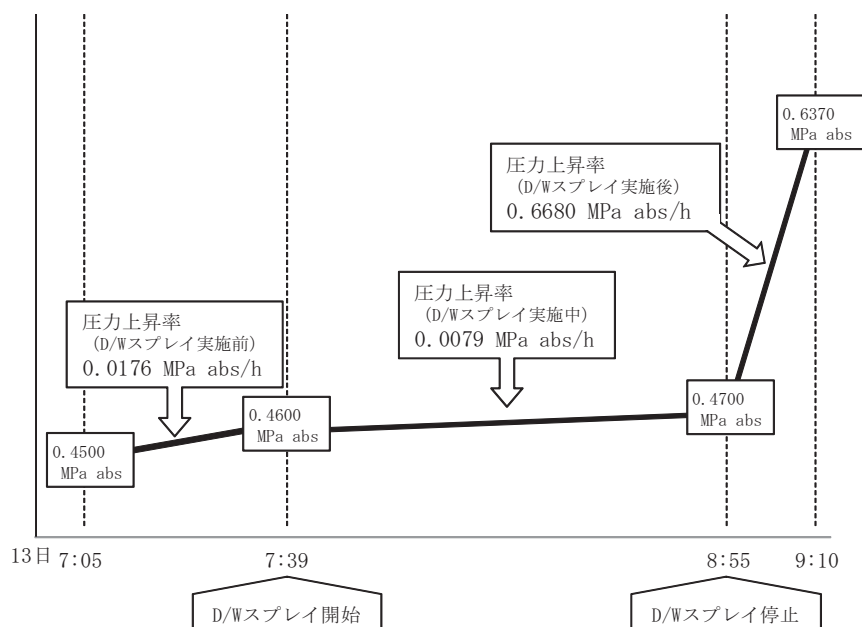 0.6370
MPa abs
圧力上昇率
(D/Wスプレイ実施後)
0.6680 MPa abs/h
圧力上昇率
(D/Wスプレイ実施中)
0.0079 MPa abs/h
圧力上昇率
(D/Wスプレイ実施前)
0.0176 MPa abs/h
0.4700
MPa abs
0.4600
MPa abs
0.4500
MPa abs
13日 7:05 7:39 8:55 9:10
D/Wスプレイ開始 D/Wスプレイ停止